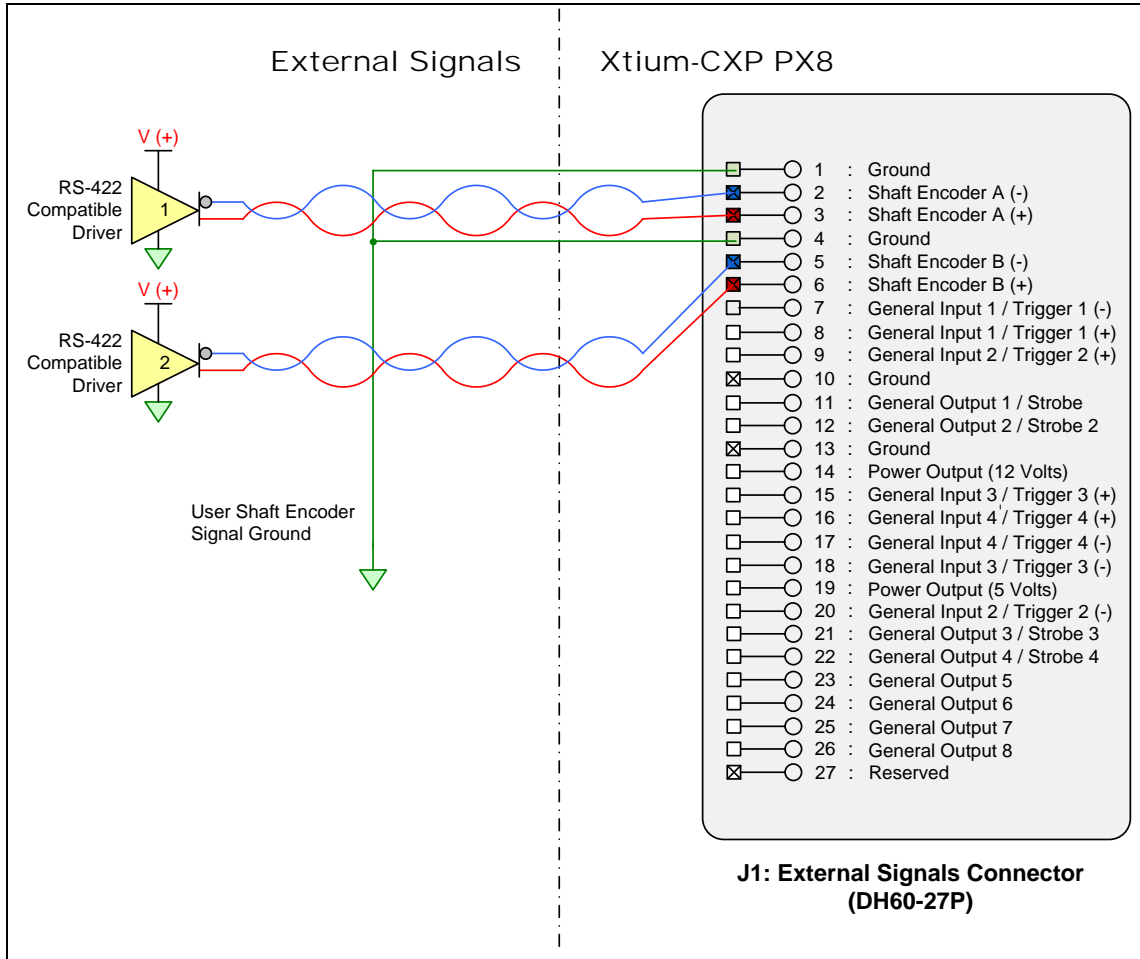 External Signals
Xtium-CXP PX8
V (+)
RS-422
Compatible
Driver
1
V (+)
RS-422
Compatible
Driver
2
User Shaft Encoder
Signal Ground
1 : Ground
2 : Shaft Encoder A (-)
3 : Shaft Encoder A (+)
4 : Ground
5 : Shaft Encoder B (-)
6 : Shaft Encoder B (+)
7 : General Input 1 / Trigger 1 (-)
8 : General Input 1 / Trigger 1 (+)
9 : General Input 2 / Trigger 2 (+)
10 : Ground
11 : General Output 1 / Strobe
12 : General Output 2 / Strobe 2
13 : Ground
14 : Power Output (12 Volts)
15 : General Input 3 / Trigger 3 (+)
16 : General Input 4 / Trigger 4 (+)
17 : General Input 4 / Trigger 4 (-)
18 : General Input 3 / Trigger 3 (-)
19 : Power Output (5 Volts)
20 : General Input 2 / Trigger 2 (-)
21 : General Output 3 / Strobe 3
22 : General Output 4 / Strobe 4
23 : General Output 5
24 : General Output 6
25 : General Output 7
26 : General Output 8
27 : Reserved
J1: External Signals Connector
(DH60-27P)